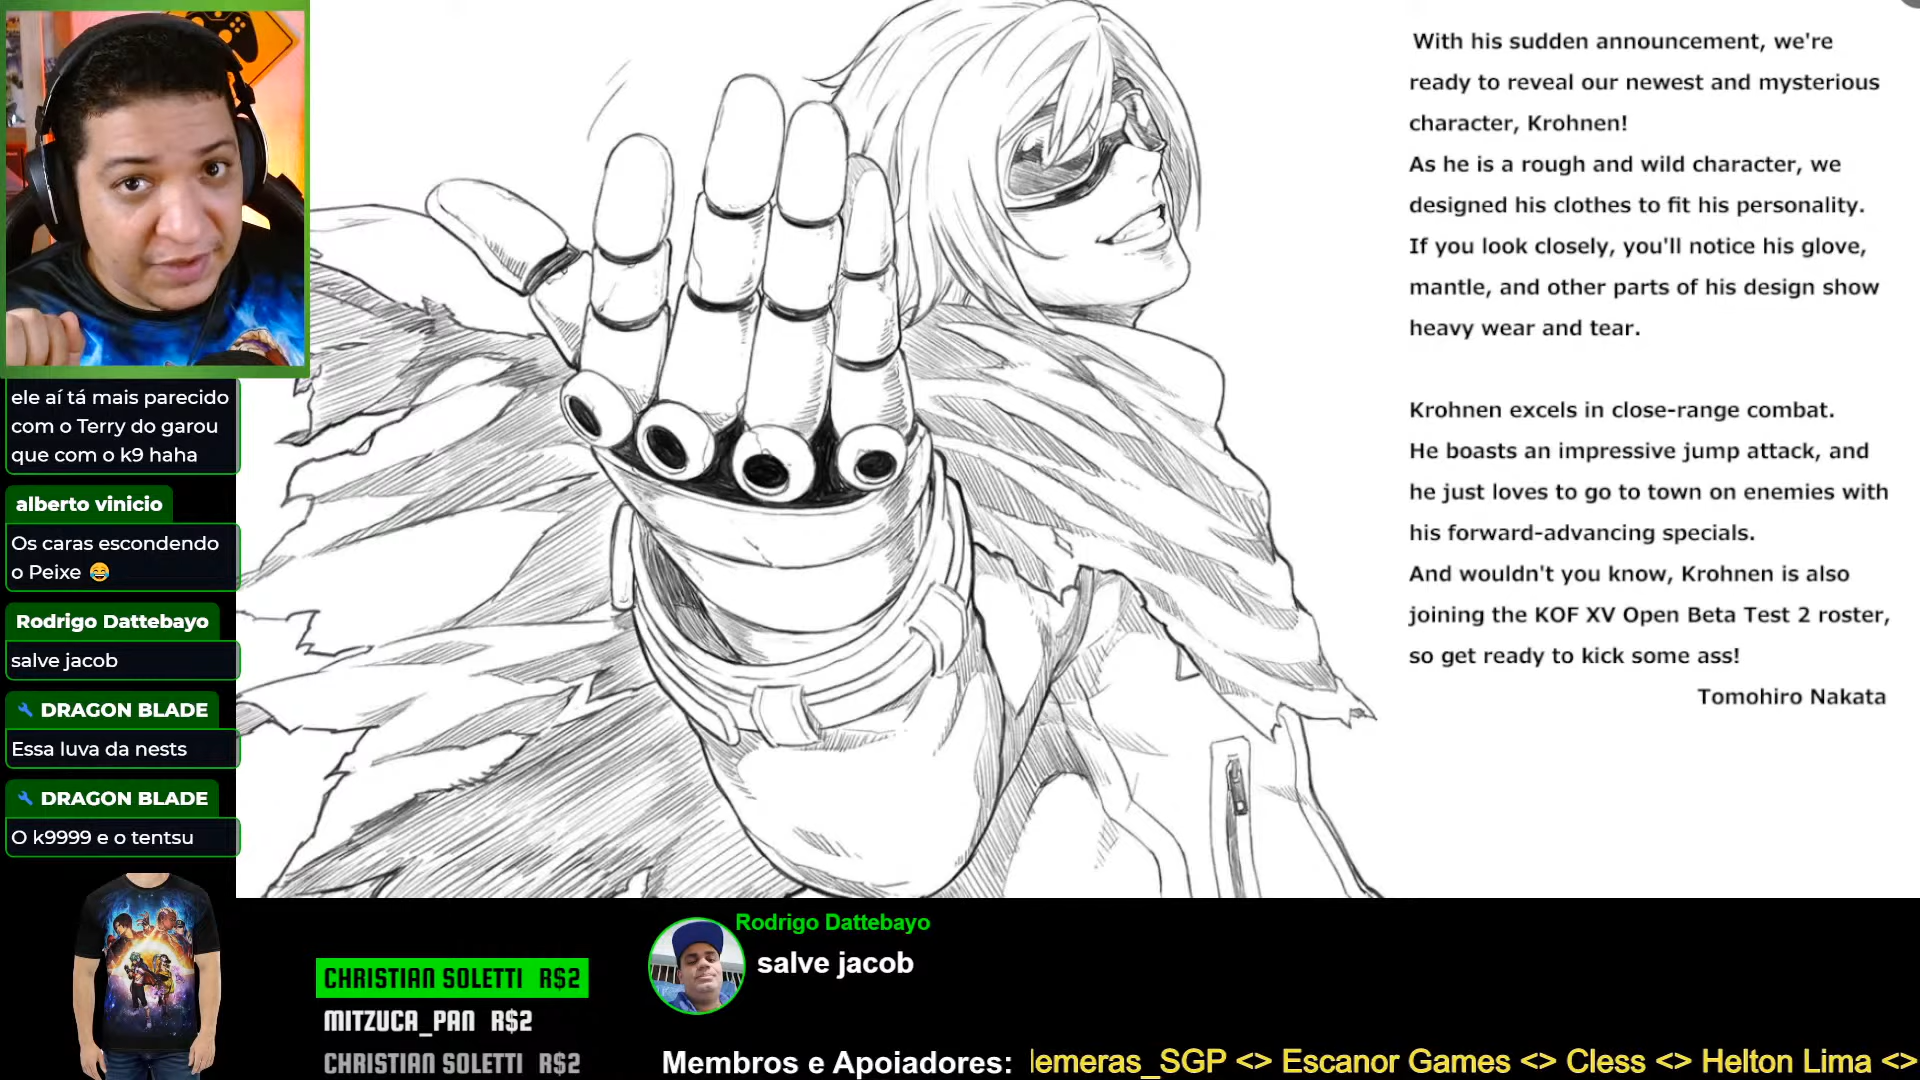 With his sudden announcement, we're
ready to reveal our newest and mysterious
character, Krohnen!
As he is a rough and wild character, we
designed his clothes to fit his personality.
If you look closely, you'll notice his glove,
mantle, and other parts of his design show
heavy wear and tear.
Krohnen excels in close-range combat.
He boasts an impressive jump attack, and
he just loves to go to town on enemies with
his forward-advancing specials.
And wouldn't you know, Krohnen is also
joining the KOF XV Open Beta Test 2 roster,
so get ready to kick some ass!
Tomohiro Nakata
ele aí tá mais parecido
com o Terry do garou
que com o k9 haha
alberto vinicio
Os caras escondendo
o Peixe 😂
Rodrigo Dattebayo
salve jacob
DRAGON BLADE
Essa luva da nests
DRAGON BLADE
O k9999 e o tentsu
CHRISTIAN SOLETTI R$2
MITZUCA_PAN R$2
CHRISTIAN SOLETTI R$2
Rodrigo Dattebayo
salve jacob
Membros e Apoiadores: lemeras_SGP <> Escanor Games <> Cless <> Helton Lima <>